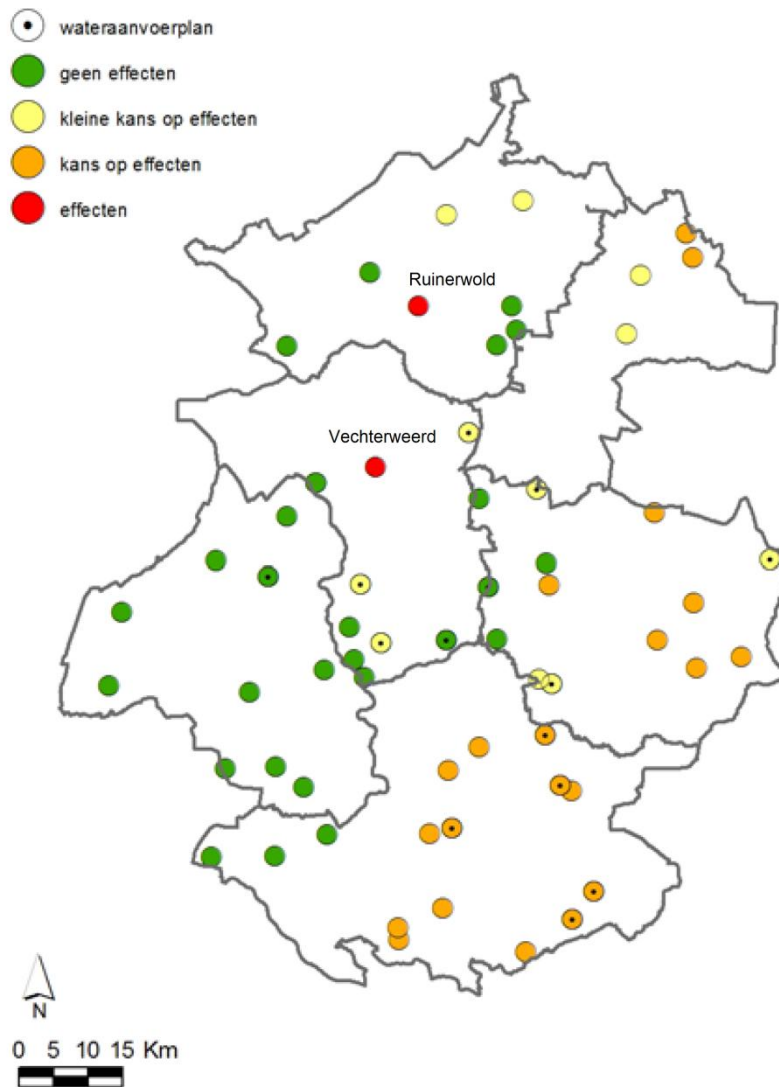 wateraanvoerplan
geen effecten
kleine kans op effecten
kans op effecten
effecten
Ruinerwold
Vechterweerd
N
0 5 10 15 Km